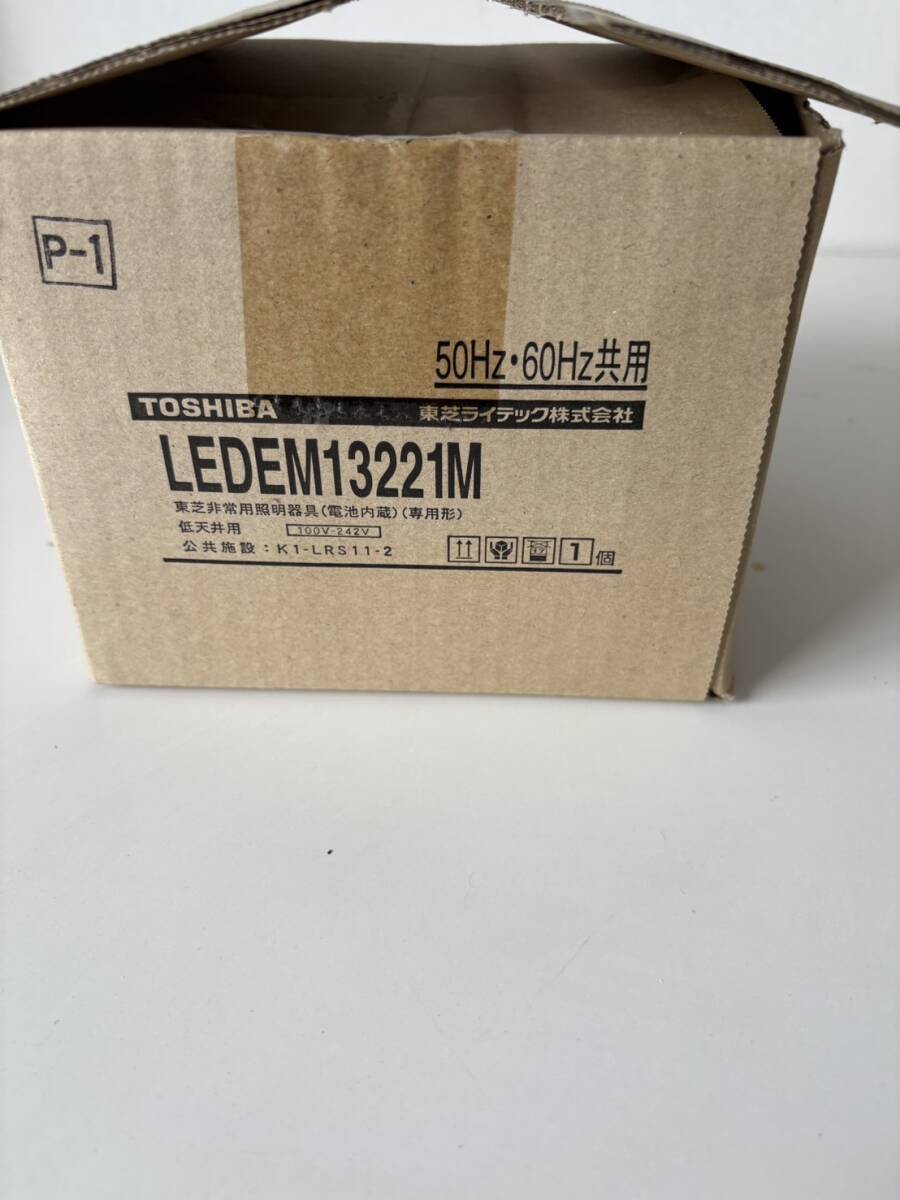 P-1
50Hz・60Hz共用
TOSHIBA 東芝ライテック株式会社
LEDEM13221M
東芝非常用照明器具(電池内蔵)(専用形)
低天井用 100V-242V
公共施設：K1-LRS11-2
1個